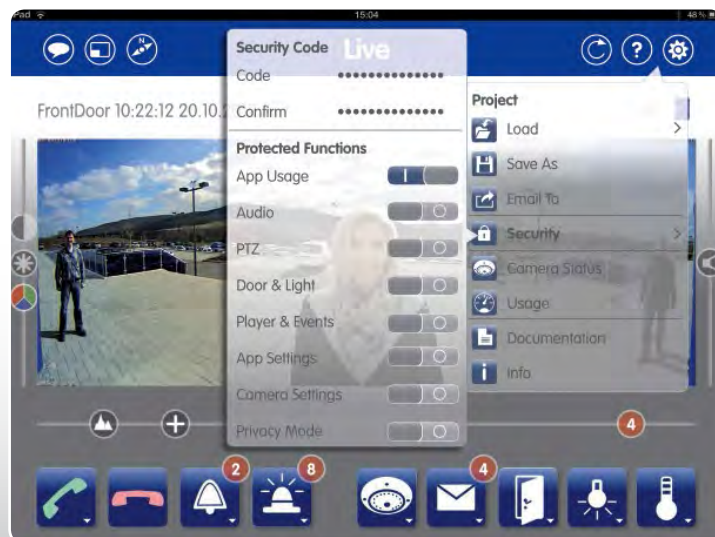 Pad
15:04
48 %
Live
FrontDoor 10:22:12 20.10.2
Security Code
Code ••••••••••••••
Confirm ••••••••••••••
Protected Functions
App Usage
Audio
PTZ
Door & Light
Player & Events
App Settings
Camera Settings
Privacy Mode
Project
Load
Save As
Email To
Security
Camera Status
Usage
Documentation
Info
N
?
i
4
2
8
4